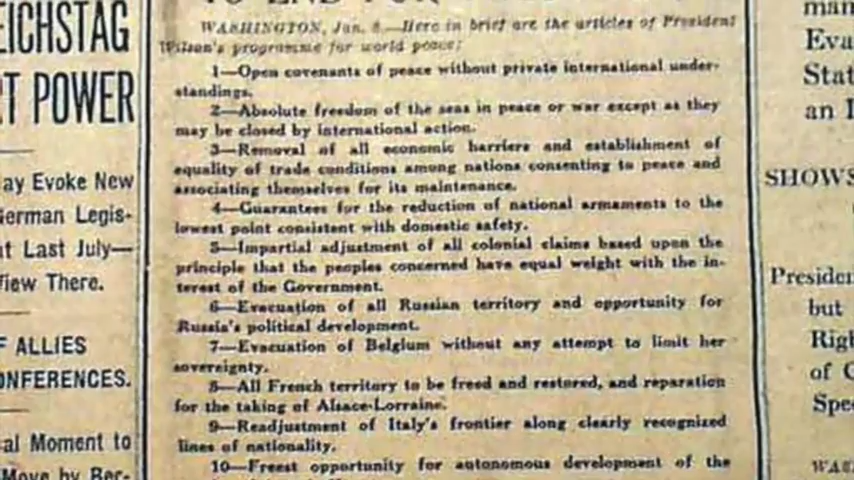 EICHSTAG
RT POWER
ay Evoke New
German Legis-
t Last July—
View There.
F ALLIES
ONFERENCES.
al Moment to
Move by Ber-
WASHINGTON, Jan. 8.—Here in brief are the articles of President
Wilson's programme for world peace:
1—Open covenants of peace without private international under-
standings.
2—Absolute freedom of the seas in peace or war except as they
may be closed by international action.
3—Removal of all economic barriers and establishment of
equality of trade conditions among nations consenting to peace and
associating themselves for its maintenance.
4—Guarantees for the reduction of national armaments to the
lowest point consistent with domestic safety.
5—Impartial adjustment of all colonial claims based upon the
principle that the peoples concerned have equal weight with the in-
terest of the Government.
6—Evacuation of all Russian territory and opportunity for
Russia's political development.
7—Evacuation of Belgium without any attempt to limit her
sovereignty.
8—All French territory to be freed and restored, and reparation
for the taking of Alsace-Lorraine.
9—Readjustment of Italy's frontier along clearly recognized
lines of nationality.
10—Freest opportunity for autonomous development of the
man
Eva
Stat
an I
SHOWS
Presiden
but
Righ
of C
Spe
WAS